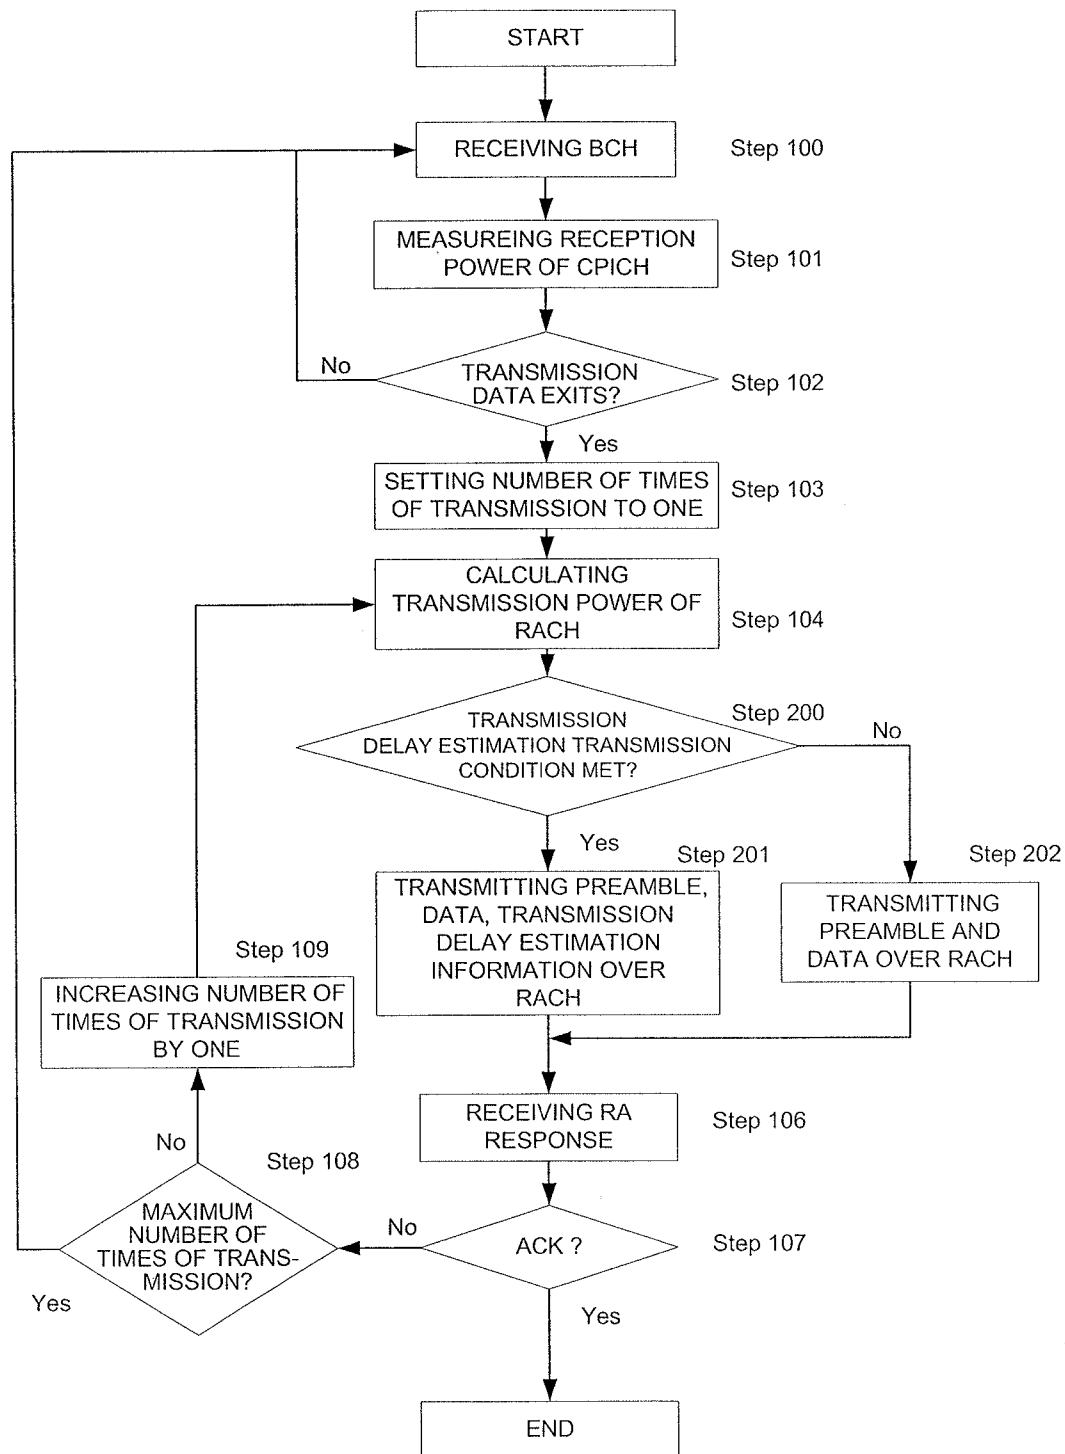 START
RECEIVING BCH
Step 100
MEASUREING RECEPTION
POWER OF CPICH
Step 101
No
TRANSMISSION
DATA EXITS?
Step 102
Yes
SETTING NUMBER OF TIMES
OF TRANSMISSION TO ONE
Step 103
CALCULATING
TRANSMISSION POWER OF
RACH
Step 104
TRANSMISSION
DELAY ESTIMATION TRANSMISSION
CONDITION MET?
Step 200
No
Yes
Step 201
Step 202
TRANSMITTING PREAMBLE,
DATA, TRANSMISSION
DELAY ESTIMATION
INFORMATION OVER
RACH
TRANSMITTING
PREAMBLE AND
DATA OVER RACH
Step 109
INCREASING NUMBER OF
TIMES OF TRANSMISSION
BY ONE
RECEIVING RA
RESPONSE
Step 106
No
Step 108
MAXIMUM
NUMBER OF
TIMES OF TRANS-
MISSION?
No
ACK ?
Step 107
Yes
Yes
END